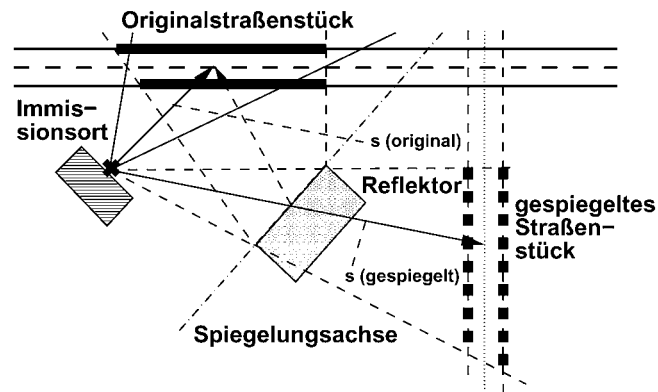 Originalstraßenstück
Immis–
sionsort
s (original)
Reflektor
gespiegeltes
Straßen–
stück
s (gespiegelt)
Spiegelungsachse